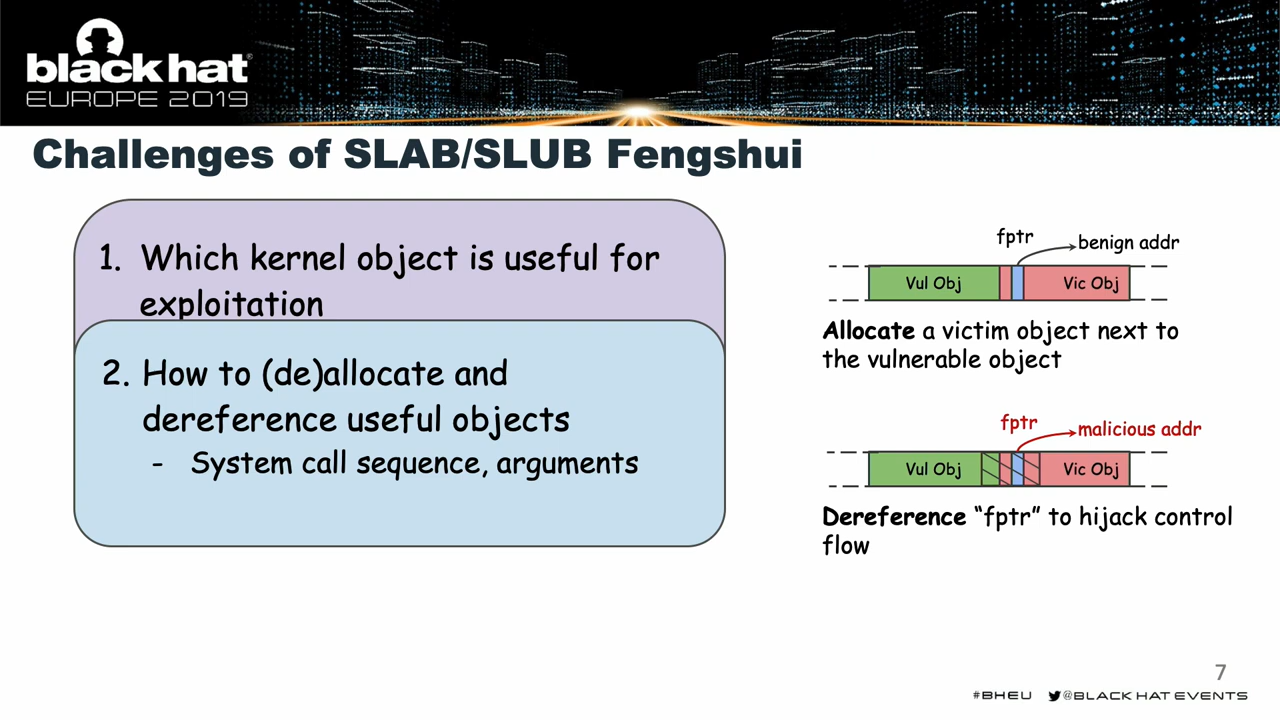 black hat
EUROPE 2019
Challenges of SLAB/SLUB Fengshui
1. Which kernel object is useful for
exploitation
2. How to (de)allocate and
dereference useful objects
- System call sequence, arguments
fptr
benign addr
Vul Obj
Vic Obj
Allocate a victim object next to
the vulnerable object
fptr
malicious addr
Vul Obj
Vic Obj
Dereference “fptr” to hijack control
flow
7
#BHEU @BLACK HAT EVENTS